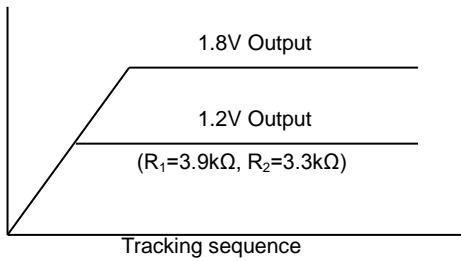 1.8V Output
1.2V Output
(R₁=3.9kΩ, R₂=3.3kΩ)
Tracking sequence